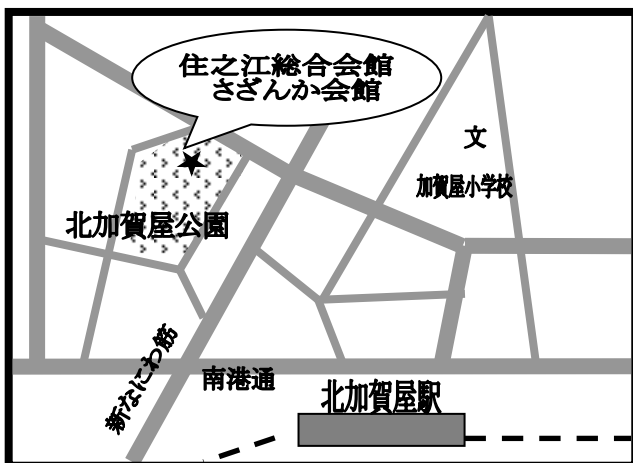 住之江総合会館
さざんか会館
文
加賀屋小学校
北加賀屋公園
新なにわ筋
南港通
北加賀屋駅